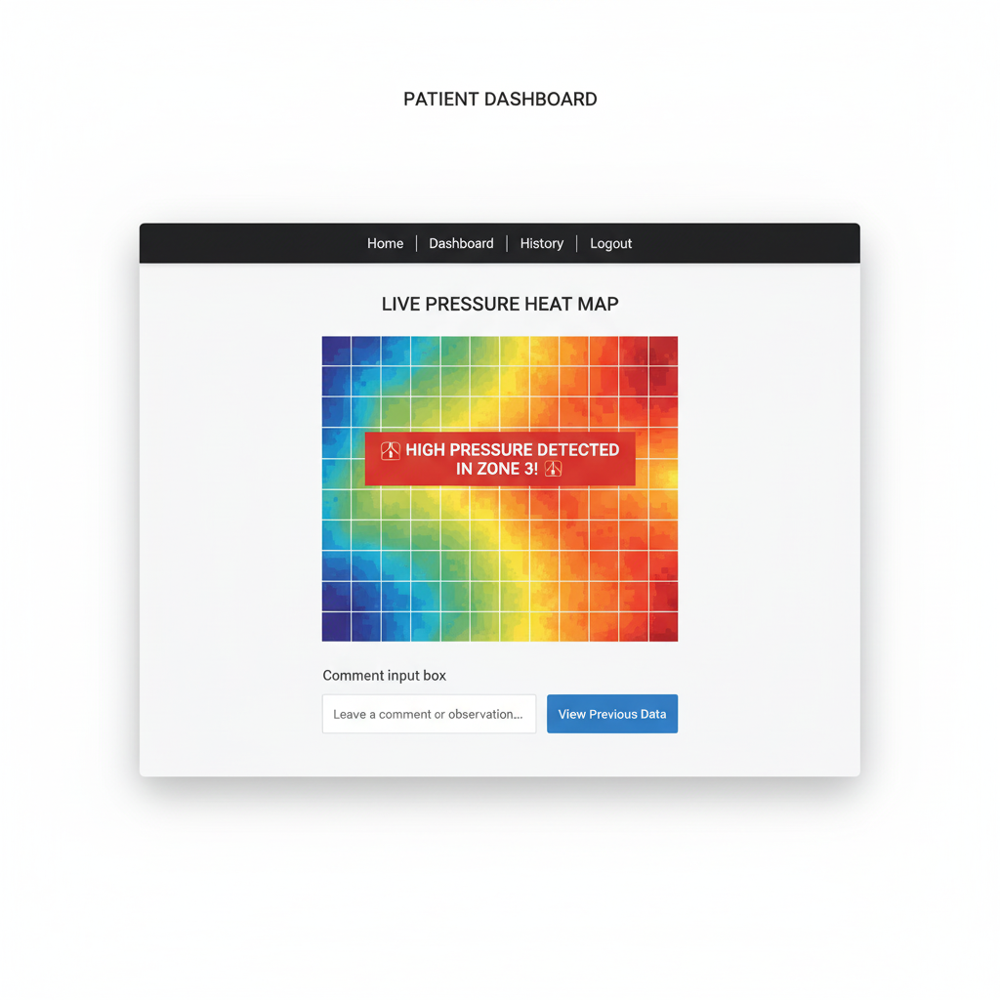 PATIENT DASHBOARD
Home | Dashboard | History | Logout
LIVE PRESSURE HEAT MAP
HIGH PRESSURE DETECTED
IN ZONE 3!
Comment input box
Leave a comment or observation...
View Previous Data